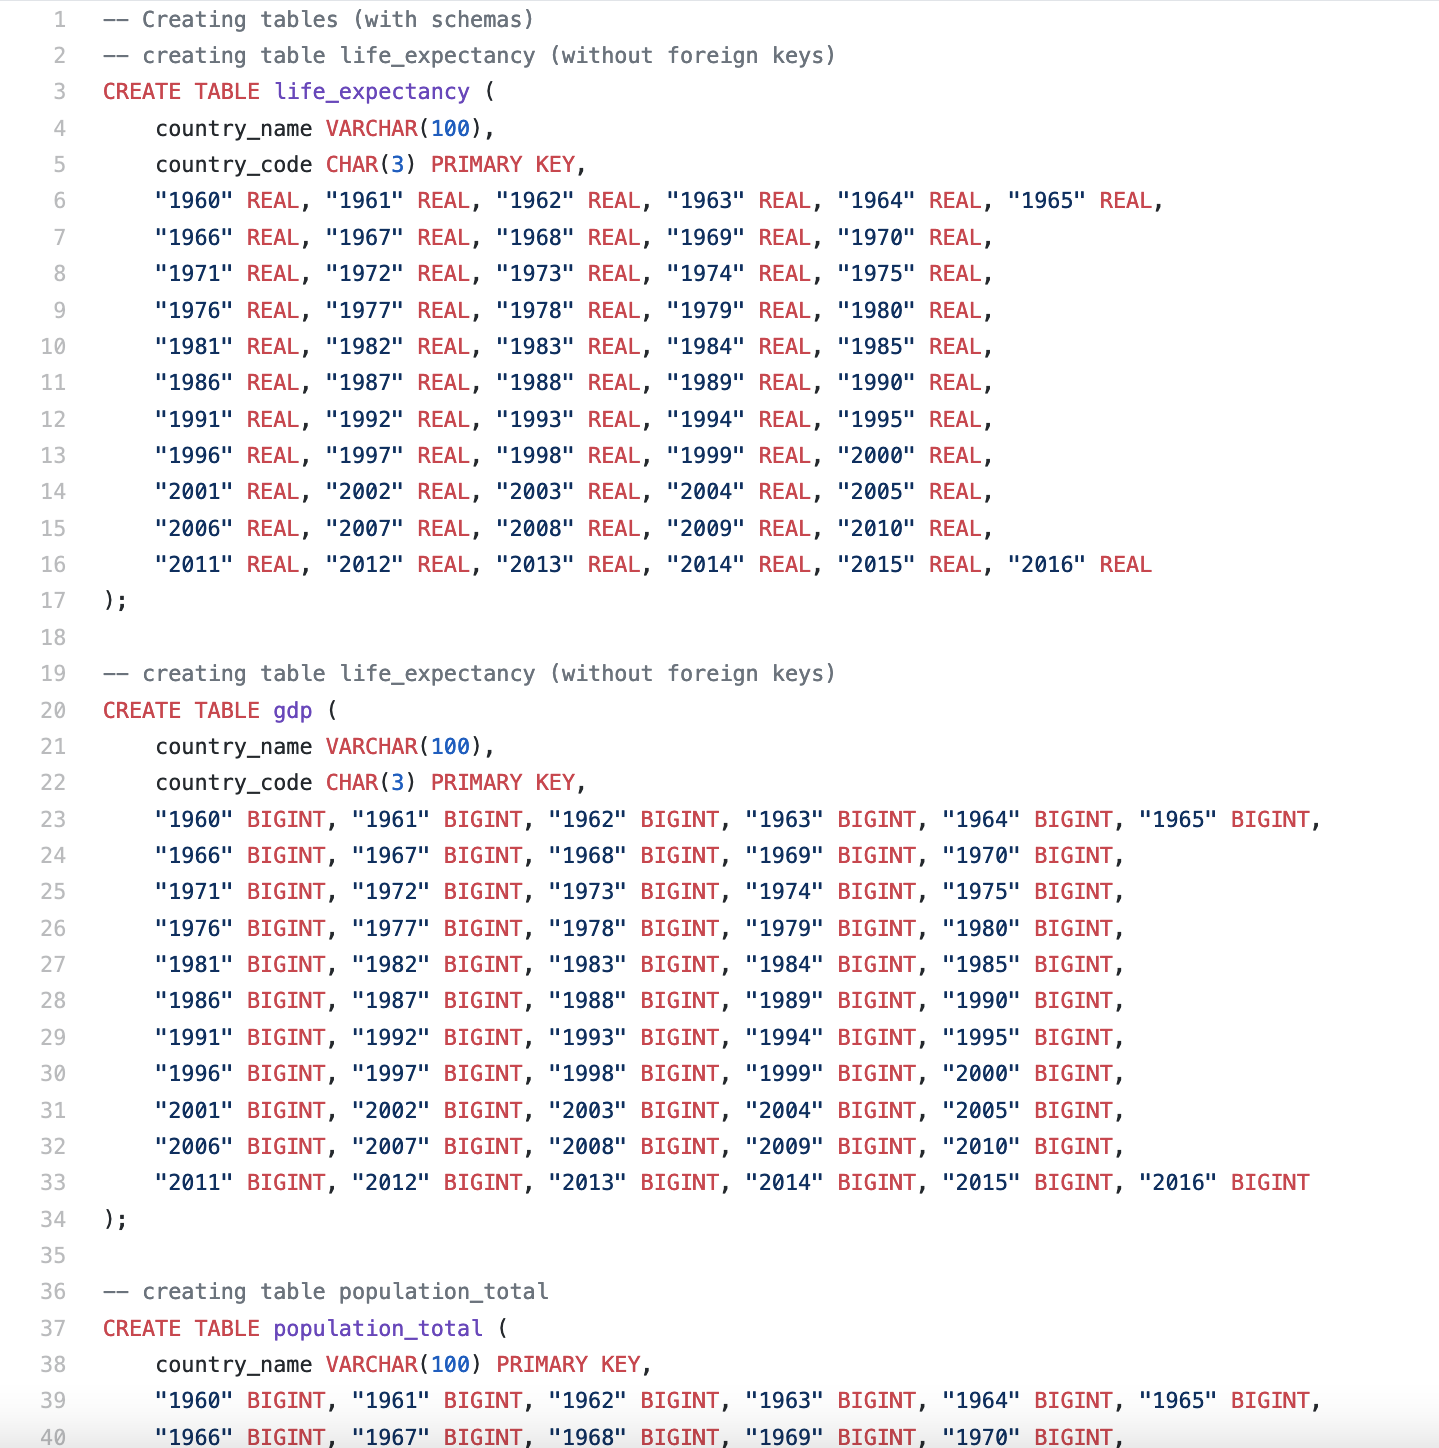 1 -- Creating tables (with schemas)
2 -- creating table life_expectancy (without foreign keys)
3 CREATE TABLE life_expectancy (
4     country_name VARCHAR(100),
5     country_code CHAR(3) PRIMARY KEY,
6     "1960" REAL, "1961" REAL, "1962" REAL, "1963" REAL, "1964" REAL, "1965" REAL,
7     "1966" REAL, "1967" REAL, "1968" REAL, "1969" REAL, "1970" REAL,
8     "1971" REAL, "1972" REAL, "1973" REAL, "1974" REAL, "1975" REAL,
9     "1976" REAL, "1977" REAL, "1978" REAL, "1979" REAL, "1980" REAL,
10     "1981" REAL, "1982" REAL, "1983" REAL, "1984" REAL, "1985" REAL,
11     "1986" REAL, "1987" REAL, "1988" REAL, "1989" REAL, "1990" REAL,
12     "1991" REAL, "1992" REAL, "1993" REAL, "1994" REAL, "1995" REAL,
13     "1996" REAL, "1997" REAL, "1998" REAL, "1999" REAL, "2000" REAL,
14     "2001" REAL, "2002" REAL, "2003" REAL, "2004" REAL, "2005" REAL,
15     "2006" REAL, "2007" REAL, "2008" REAL, "2009" REAL, "2010" REAL,
16     "2011" REAL, "2012" REAL, "2013" REAL, "2014" REAL, "2015" REAL, "2016" REAL
17 );
18
19 -- creating table life_expectancy (without foreign keys)
20 CREATE TABLE gdp (
21     country_name VARCHAR(100),
22     country_code CHAR(3) PRIMARY KEY,
23     "1960" BIGINT, "1961" BIGINT, "1962" BIGINT, "1963" BIGINT, "1964" BIGINT, "1965" BIGINT,
24     "1966" BIGINT, "1967" BIGINT, "1968" BIGINT, "1969" BIGINT, "1970" BIGINT,
25     "1971" BIGINT, "1972" BIGINT, "1973" BIGINT, "1974" BIGINT, "1975" BIGINT,
26     "1976" BIGINT, "1977" BIGINT, "1978" BIGINT, "1979" BIGINT, "1980" BIGINT,
27     "1981" BIGINT, "1982" BIGINT, "1983" BIGINT, "1984" BIGINT, "1985" BIGINT,
28     "1986" BIGINT, "1987" BIGINT, "1988" BIGINT, "1989" BIGINT, "1990" BIGINT,
29     "1991" BIGINT, "1992" BIGINT, "1993" BIGINT, "1994" BIGINT, "1995" BIGINT,
30     "1996" BIGINT, "1997" BIGINT, "1998" BIGINT, "1999" BIGINT, "2000" BIGINT,
31     "2001" BIGINT, "2002" BIGINT, "2003" BIGINT, "2004" BIGINT, "2005" BIGINT,
32     "2006" BIGINT, "2007" BIGINT, "2008" BIGINT, "2009" BIGINT, "2010" BIGINT,
33     "2011" BIGINT, "2012" BIGINT, "2013" BIGINT, "2014" BIGINT, "2015" BIGINT, "2016" BIGINT
34 );
35
36 -- creating table population_total
37 CREATE TABLE population_total (
38     country_name VARCHAR(100) PRIMARY KEY,
39     "1960" BIGINT, "1961" BIGINT, "1962" BIGINT, "1963" BIGINT, "1964" BIGINT, "1965" BIGINT,
40     "1966" BIGINT, "1967" BIGINT, "1968" BIGINT, "1969" BIGINT, "1970" BIGINT,